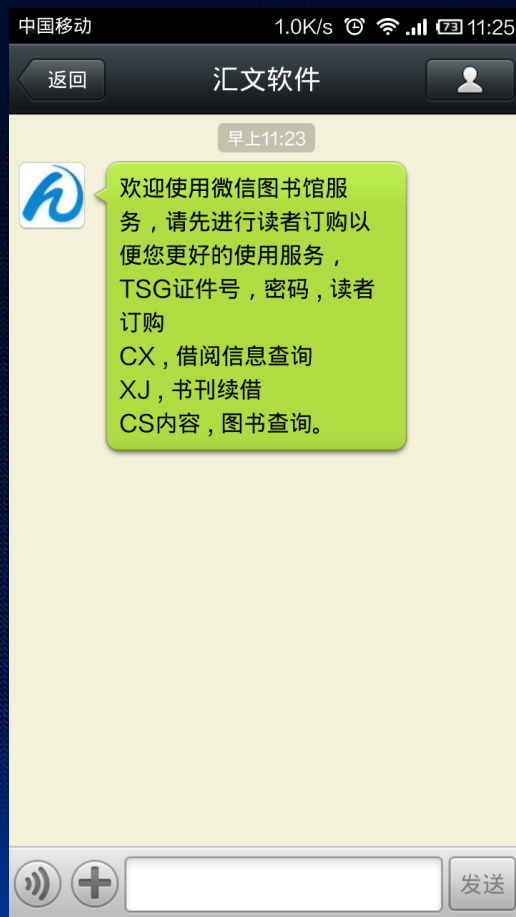 中国移动 1.0K/s 73 11:25
返回 汇文软件
早上11:23
欢迎使用微信图书馆服
务，请先进行读者订购以
便您更好的使用服务，
TSG证件号，密码，读者
订购
CX，借阅信息查询
XJ，书刊续借
CS内容，图书查询。
发送